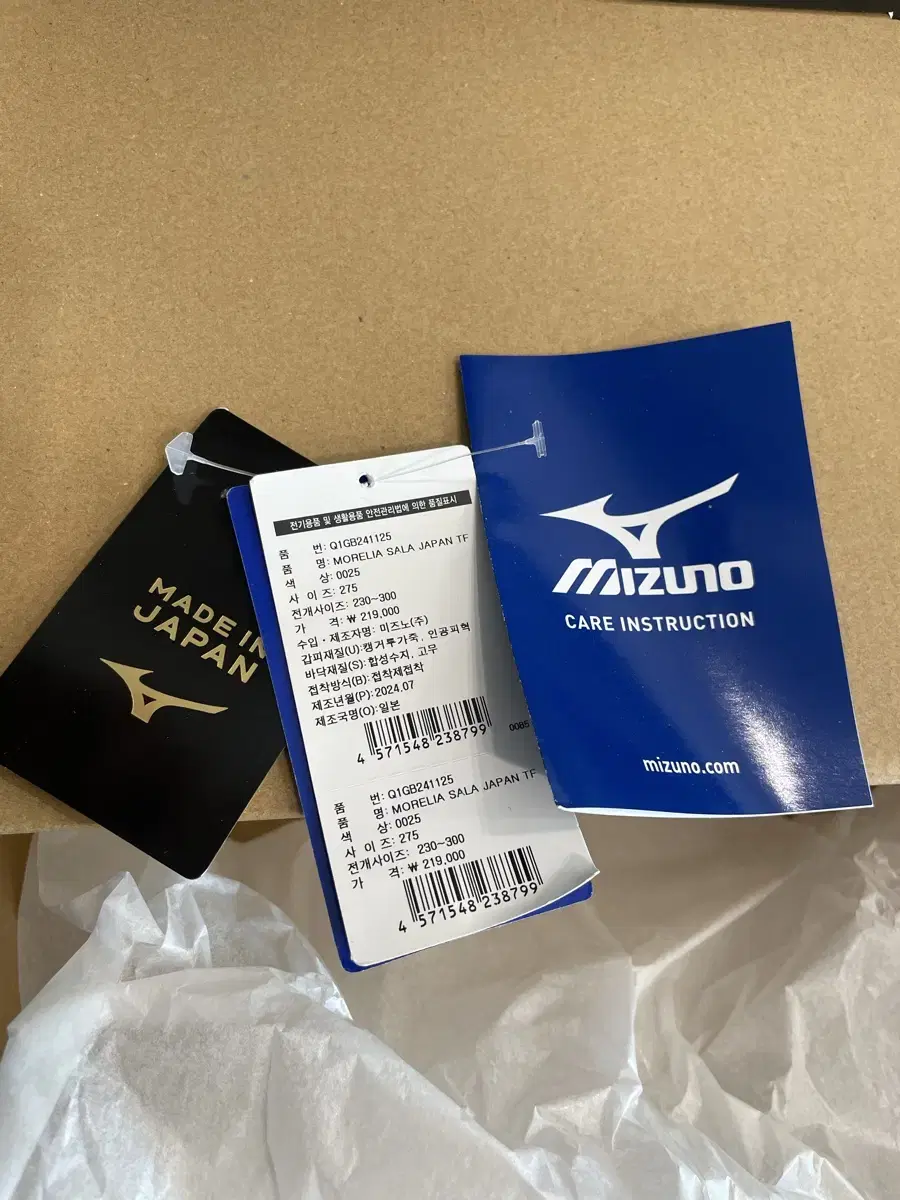 MADE IN
JAPAN
전기용품 및 생활용품 안전관리법에 의한 품질표시
품 번: Q1GB241125
품 명: MORELIA SALA JAPAN TF
색 상: 0025
사 이 즈: 275
전개사이즈: 230~300
가 격: ₩ 219,000
수입·제조자명: 미즈노(주)
갑피재질(U):캥거루가죽, 인공피혁
바닥재질(S):합성수지, 고무
접착방식(B):접착제접착
제조년월(P):2024.07
제조국명(O):일본
4 571548 238799
0085
품 번: Q1GB241125
품 명: MORELIA SALA JAPAN TF
색 상: 0025
사 이 즈: 275
전개사이즈: 230~300
가 격: ₩ 219,000
4 571548 238799
MIZUNO
CARE INSTRUCTION
mizuno.com